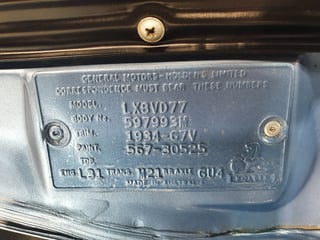 GENERAL MOTORS-HOLDEN'S LIMITED
CORRESPONDENCE MUST BEAR THESE NUMBERS
MODEL. LX8VD77
BODY No. 597993M
TRIM. 1934-67V
PAINT. 567-30525
TOP.
ENG L31 TRANS M21 R AXLE GU4
MADE IN AUSTRALIA